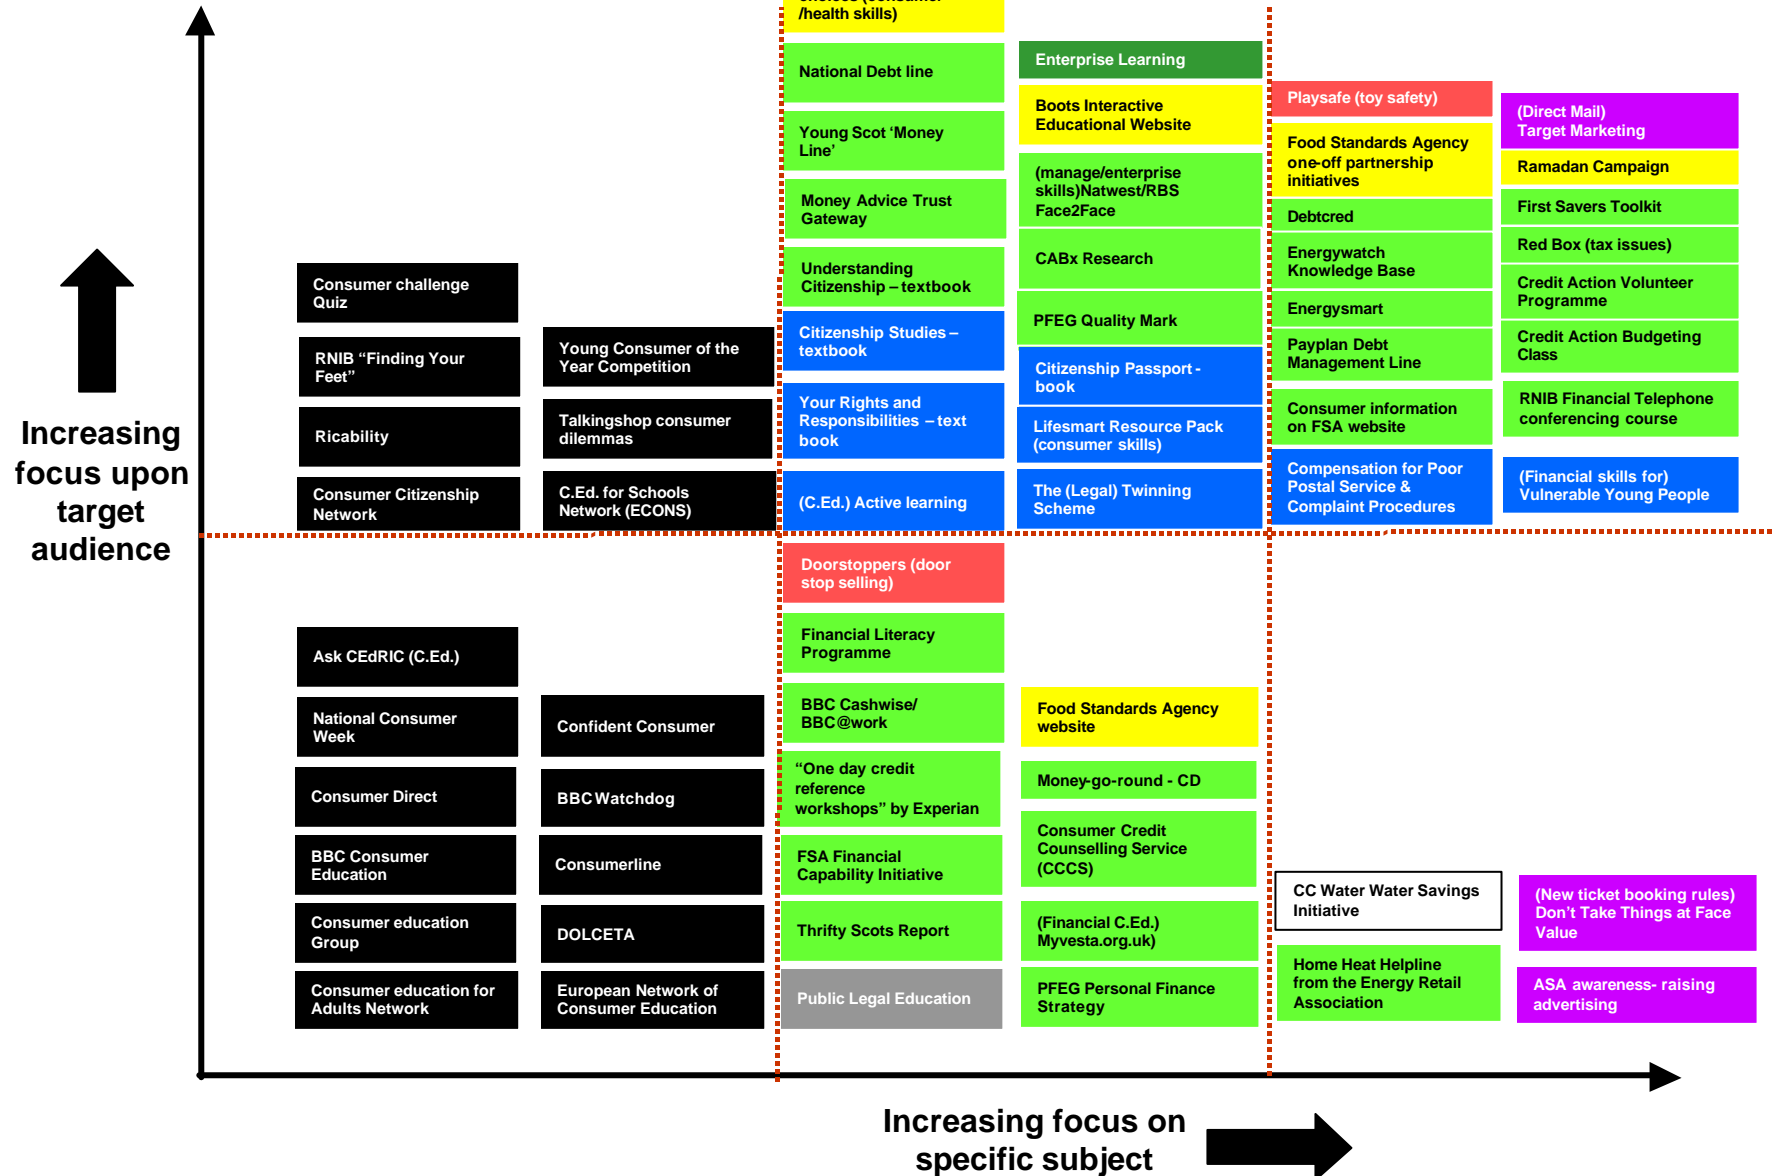 choices (consumer
/health skills)
National Debt line
Young Scot ‘Money
Line’
Money Advice Trust
Gateway
Understanding
Citizenship – textbook
Citizenship Studies –
textbook
Your Rights and
Responsibilities – text
book
(C.Ed.) Active learning
Enterprise Learning
Boots Interactive
Educational Website
(manage/enterprise
skills)Natwest/RBS
Face2Face
CABx Research
PFEG Quality Mark
Citizenship Passport -
book
Lifesmart Resource Pack
(consumer skills)
The (Legal) Twinning
Scheme
Playsafe (toy safety)
Food Standards Agency
one-off partnership
initiatives
Debtcred
Energywatch
Knowledge Base
Energysmart
Payplan Debt
Management Line
Consumer information
on FSA website
Compensation for Poor
Postal Service &
Complaint Procedures
(Direct Mail)
Target Marketing
Ramadan Campaign
First Savers Toolkit
Red Box (tax issues)
Credit Action Volunteer
Programme
Credit Action Budgeting
Class
RNIB Financial Telephone
conferencing course
(Financial skills for)
Vulnerable Young People
Consumer challenge
Quiz
RNIB “Finding Your
Feet”
Ricability
Consumer Citizenship
Network
Young Consumer of the
Year Competition
Talkingshop consumer
dilemmas
C.Ed. for Schools
Network (ECONS)
Increasing
focus upon
target
audience
Ask CEdRIC (C.Ed.)
National Consumer
Week
Consumer Direct
BBC Consumer
Education
Consumer education
Group
Consumer education for
Adults Network
Confident Consumer
BBC Watchdog
Consumerline
DOLCETA
European Network of
Consumer Education
Doorstoppers (door
stop selling)
Financial Literacy
Programme
BBC Cashwise/
BBC@work
“One day credit
reference
workshops” by Experian
FSA Financial
Capability Initiative
Thrifty Scots Report
Public Legal Education
Food Standards Agency
website
Money-go-round - CD
Consumer Credit
Counselling Service
(CCCS)
(Financial C.Ed.)
Myvesta.org.uk)
PFEG Personal Finance
Strategy
CC Water Water Savings
Initiative
Home Heat Helpline
from the Energy Retail
Association
(New ticket booking rules)
Don’t Take Things at Face
Value
ASA awareness- raising
advertising
Increasing focus on
specific subject